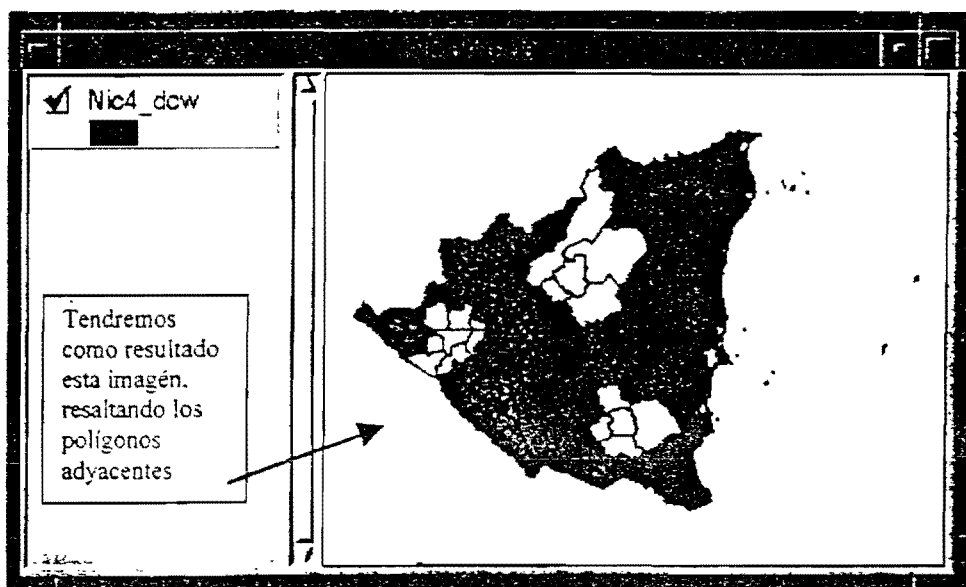 Nic4_dcw
Tendremos
como resultado
esta imagén.
resaltando los
polígonos
adyacentes